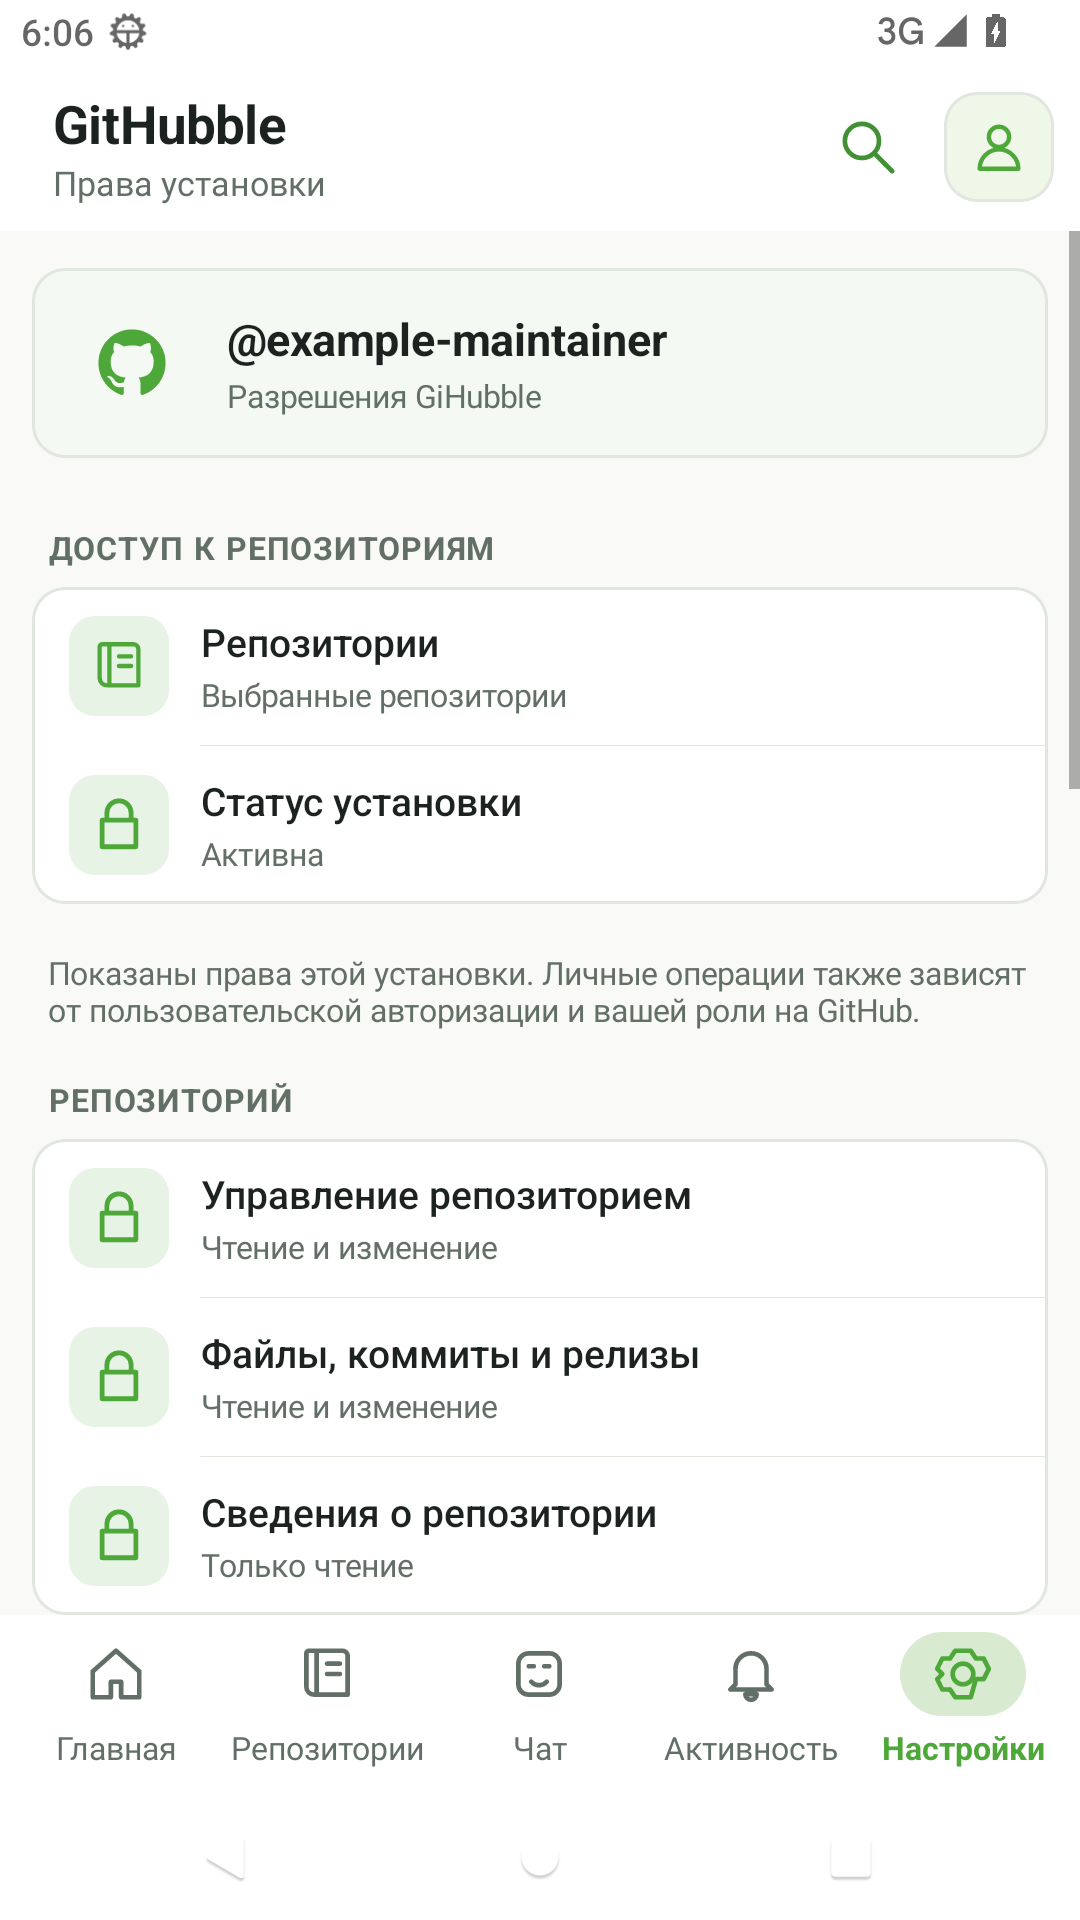 6:06
3G
GitHubble
Права установки
@example-maintainer
Разрешения GiHubble
ДОСТУП К РЕПОЗИТОРИЯМ
Репозитории
Выбранные репозитории
Статус установки
Активна
Показаны права этой установки. Личные операции также зависят
от пользовательской авторизации и вашей роли на GitHub.
РЕПОЗИТОРИЙ
Управление репозиторием
Чтение и изменение
Файлы, коммиты и релизы
Чтение и изменение
Сведения о репозитории
Только чтение
Главная
Репозитории
Чат
Активность
Настройки